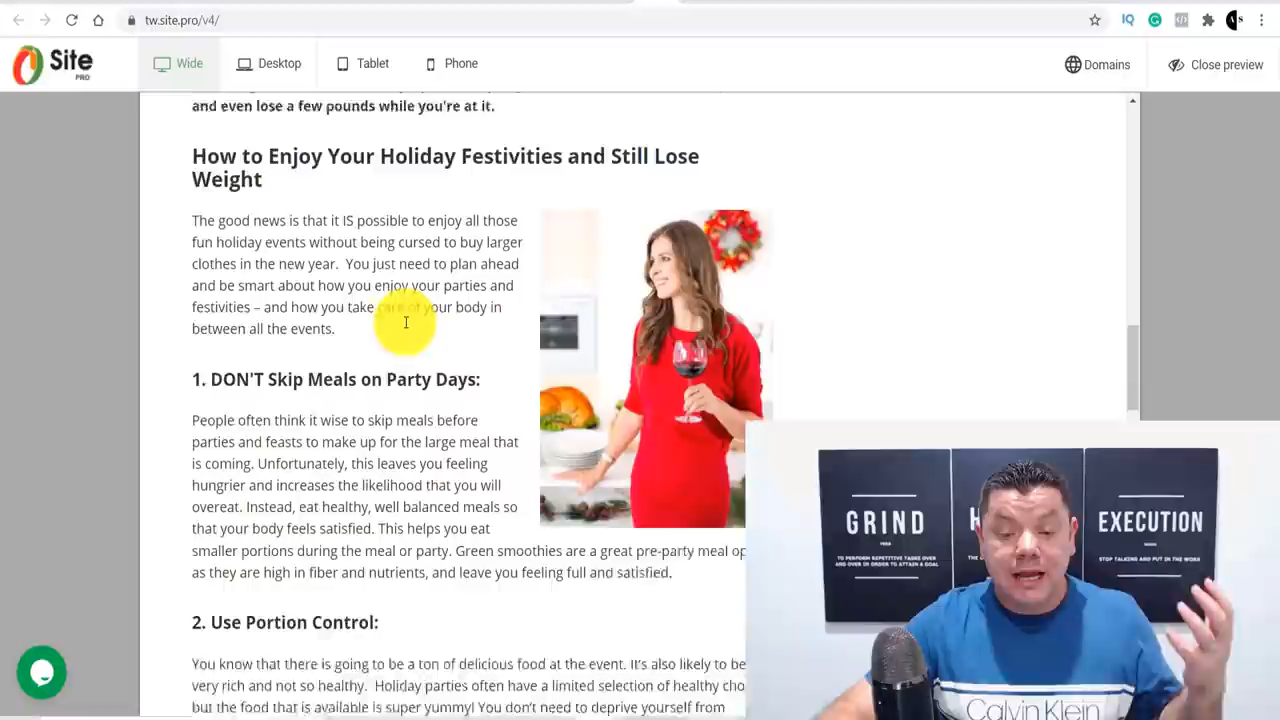 tw.site.pro/v4/
Site
PRO
Wide
Desktop
Tablet
Phone
Domains
Close preview
and even lose a few pounds while you're at it.
How to Enjoy Your Holiday Festivities and Still Lose
Weight
The good news is that it IS possible to enjoy all those
fun holiday events without being cursed to buy larger
clothes in the new year. You just need to plan ahead
and be smart about how you enjoy your parties and
festivities – and how you take care of your body in
between all the events.
1. DON'T Skip Meals on Party Days:
People often think it wise to skip meals before
parties and feasts to make up for the large meal that
is coming. Unfortunately, this leaves you feeling
hungrier and increases the likelihood that you will
overeat. Instead, eat healthy, well balanced meals so
that your body feels satisfied. This helps you eat
smaller portions during the meal or party. Green smoothies are a great pre-party meal op
as they are high in fiber and nutrients, and leave you feeling full and satisfied.
2. Use Portion Control:
You know that there is going to be a ton of delicious food at the event. It's also likely to be
very rich and not so healthy. Holiday parties often have a limited selection of healthy cho
but the food that is available is super yummy! You don't need to deprive yourself from
GRIND
TO PERFORM REPETITIVE TASKS OVER
AND OVER IN ORDER TO ATTAIN A GOAL
H
EXECUTION
STOP TALKING AND PUT IN THE WORK
Calvin Klein